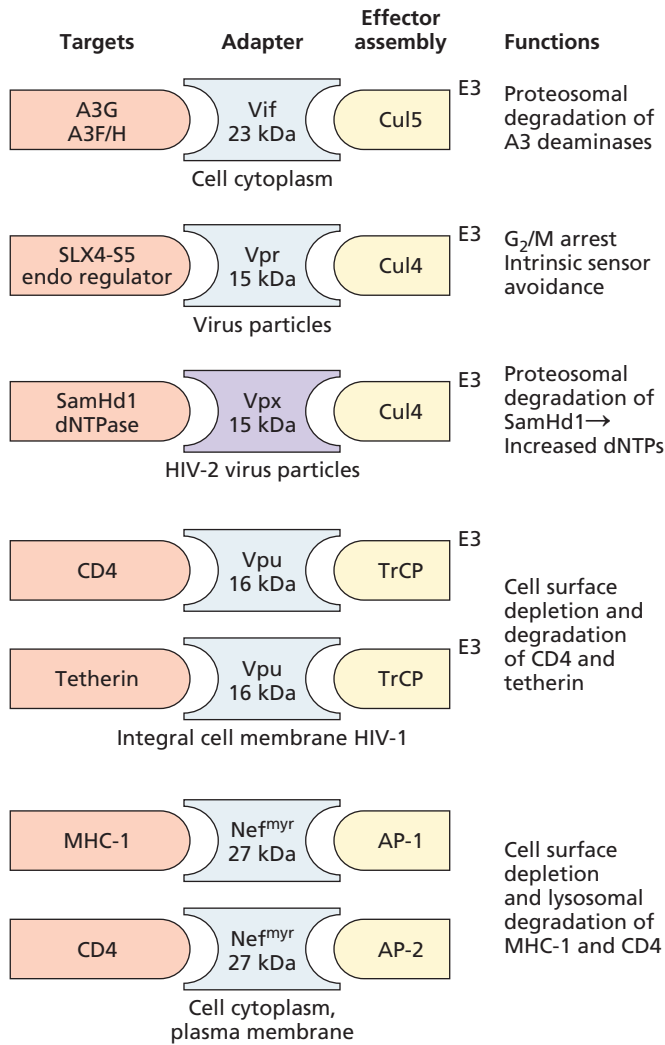 Targets
Adapter
Effector
assembly
Functions
A3G
A3F/H
Vif
23 kDa
Cul5
E3
Cell cytoplasm
Proteosomal
degradation of
A3 deaminases
SLX4-S5
endo regulator
Vpr
15 kDa
Cul4
E3
Virus particles
G₂/M arrest
Intrinsic sensor
avoidance
SamHd1
dNTPase
Vpx
15 kDa
Cul4
E3
HIV-2 virus particles
Proteosomal
degradation of
SamHd1→
Increased dNTPs
CD4
Vpu
16 kDa
TrCP
E3
Tetherin
Vpu
16 kDa
TrCP
E3
Integral cell membrane HIV-1
Cell surface
depletion and
degradation
of CD4 and
tetherin
MHC-1
Nefᵐʸʳ
27 kDa
AP-1
CD4
Nefᵐʸʳ
27 kDa
AP-2
Cell cytoplasm,
plasma membrane
Cell surface
depletion
and lysosomal
degradation of
MHC-1 and CD4